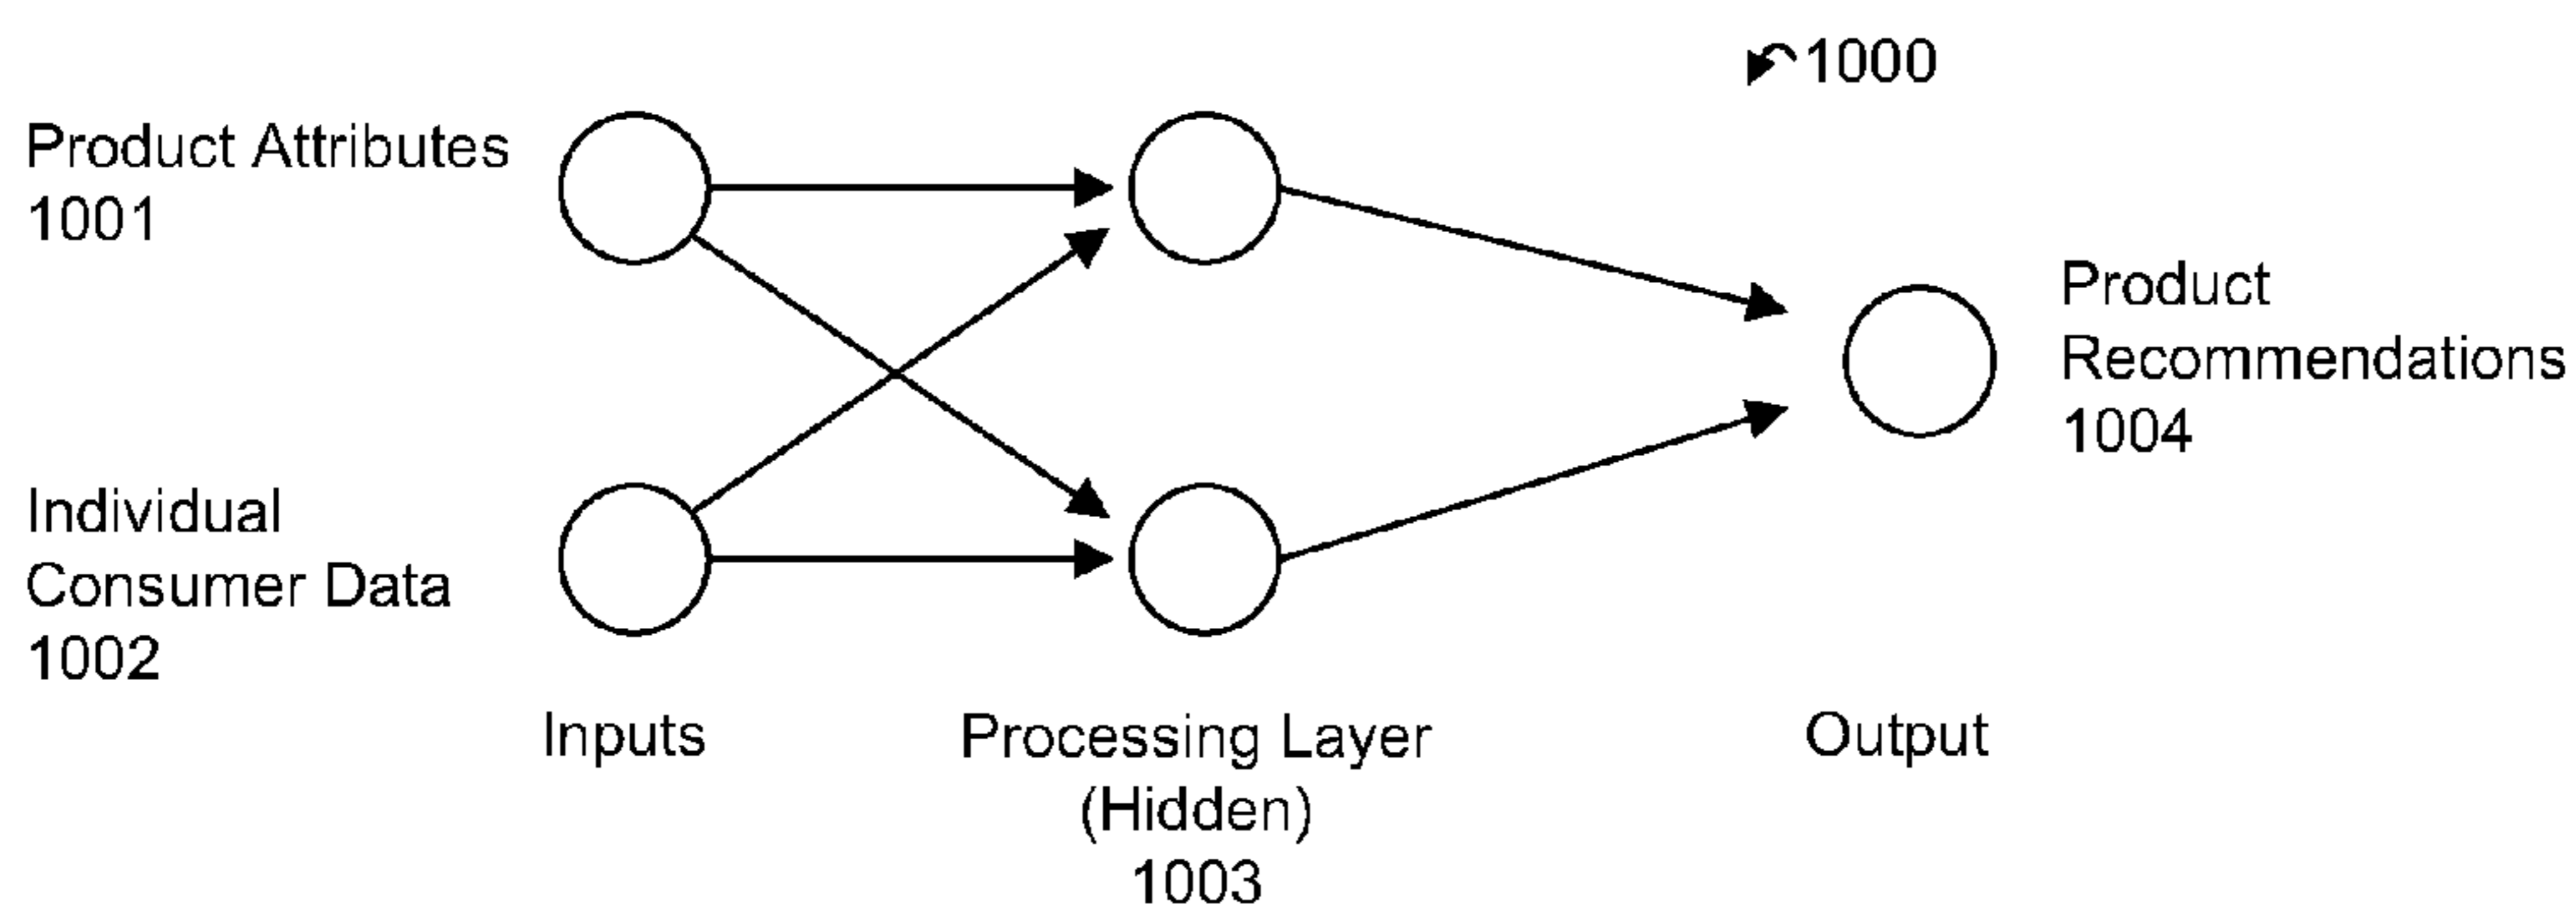 1000
Product Attributes
1001
Individual
Consumer Data
1002
Product
Recommendations
1004
Inputs
Processing Layer
(Hidden)
1003
Output